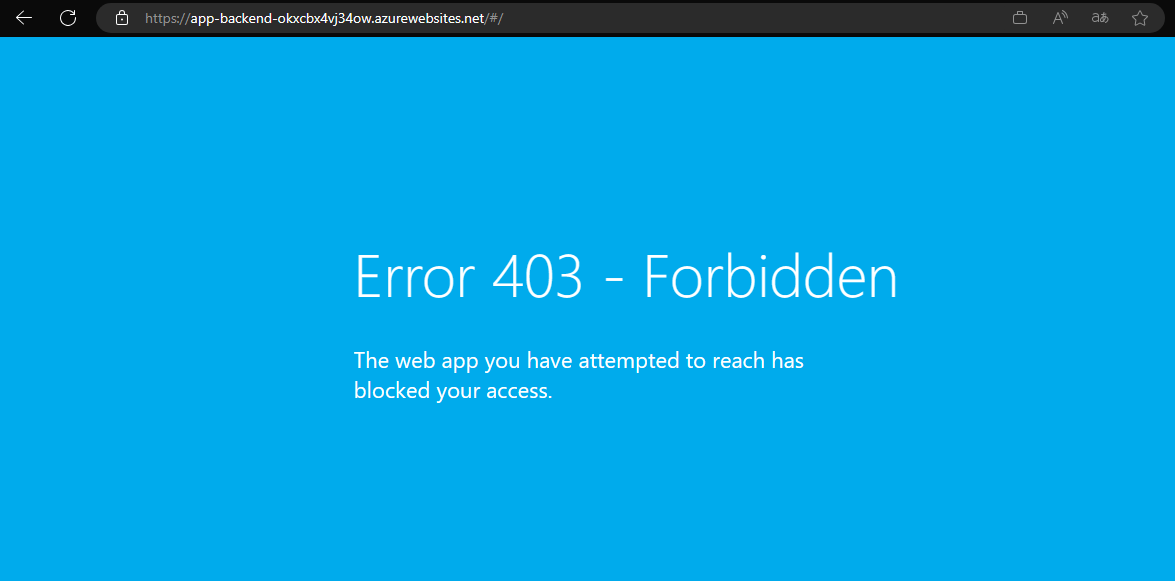 https://app-backend-okxcbx4vj34ow.azurewebsites.net/#/
Error 403 - Forbidden
The web app you have attempted to reach has
blocked your access.